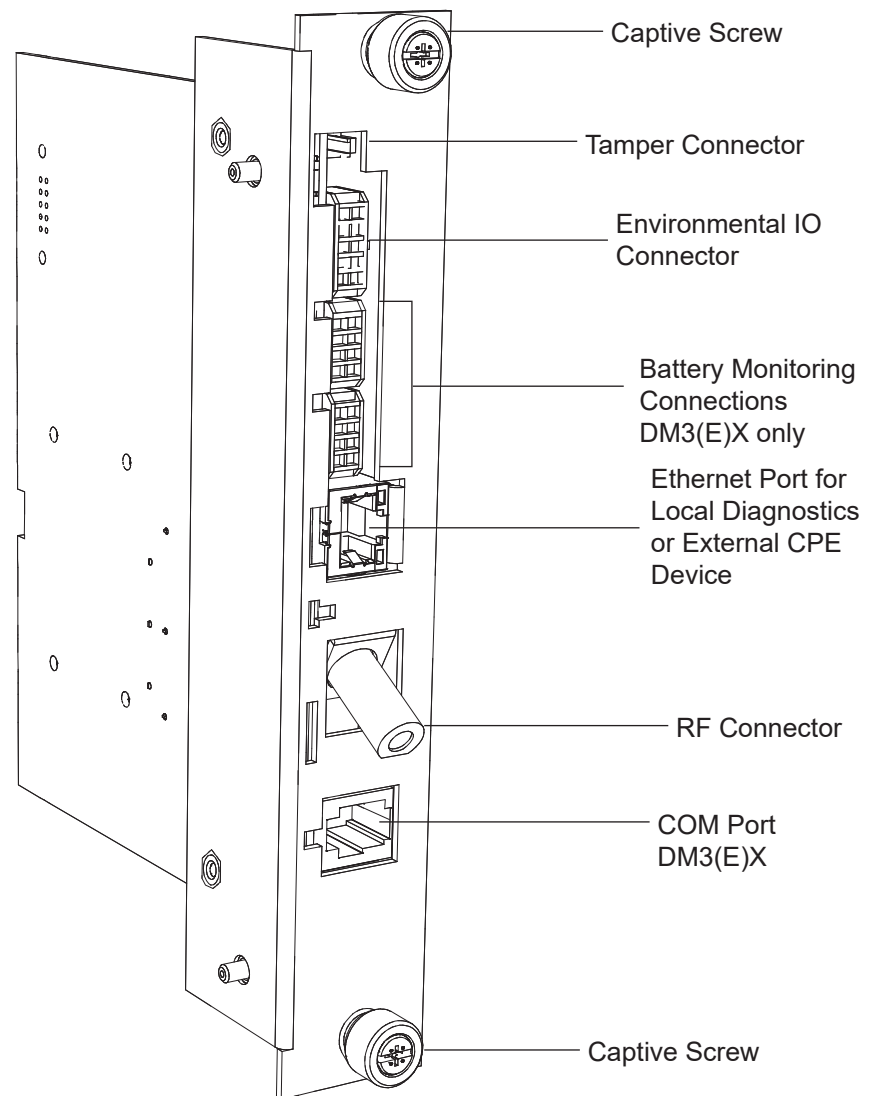 Captive Screw
Tamper Connector
Environmental IO
Connector
Battery Monitoring
Connections
DM3(E)X only
Ethernet Port for
Local Diagnostics
or External CPE
Device
RF Connector
COM Port
DM3(E)X
Captive Screw